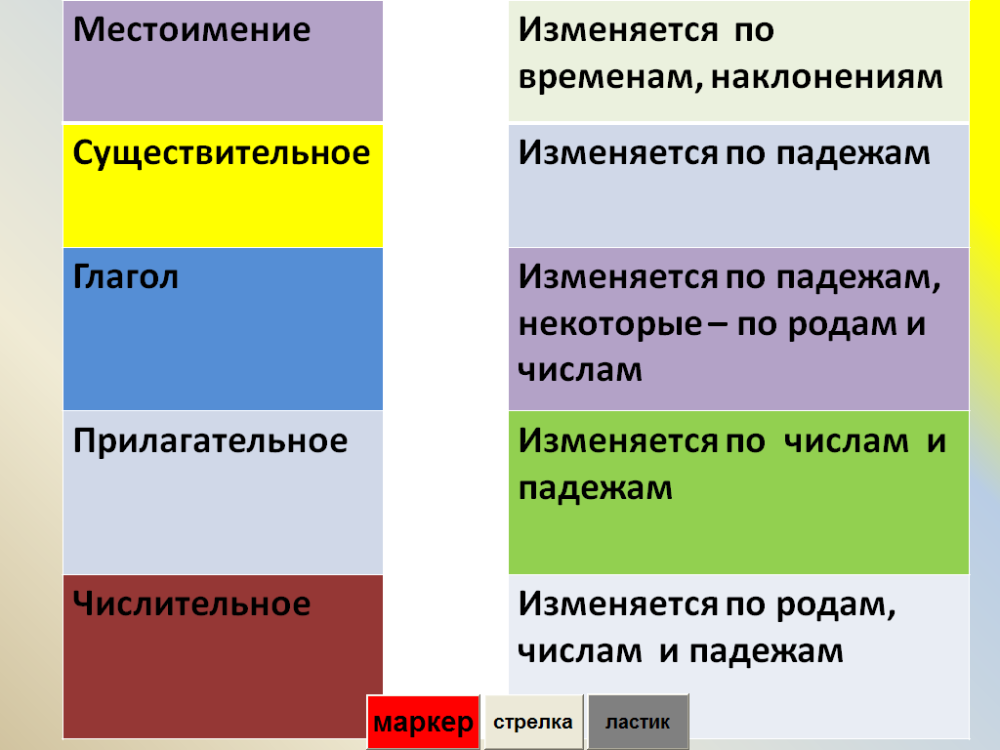 Местоимение
Изменяется по
временам, наклонениям
Существительное
Изменяется по падежам
Глагол
Изменяется по падежам,
некоторые – по родам и
числам
Прилагательное
Изменяется по числам и
падежам
Числительное
Изменяется по родам,
числам и падежам
маркер
стрелка
ластик